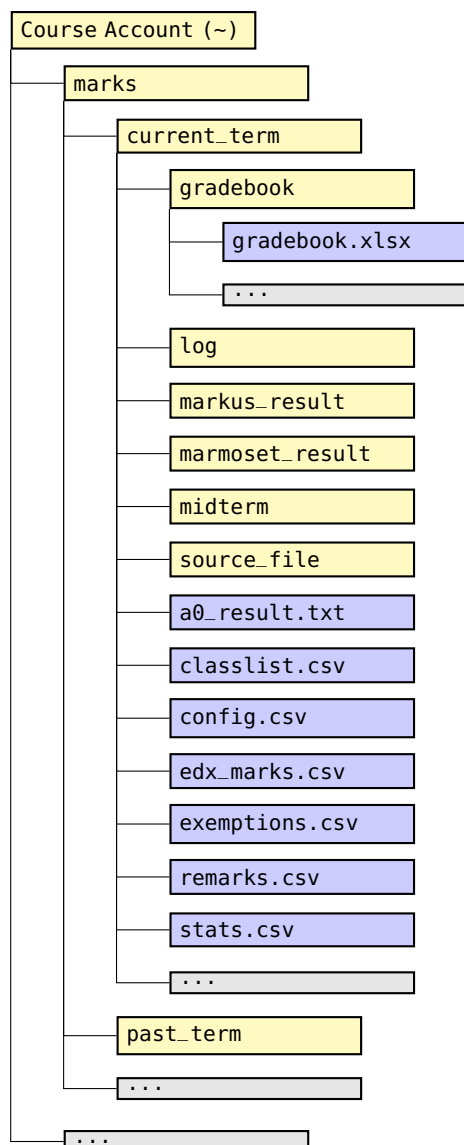 Course Account (~)
marks
current_term
gradebook
gradebook.xlsx
...
log
markus_result
marmoset_result
midterm
source_file
a0_result.txt
classlist.csv
config.csv
edx_marks.csv
exemptions.csv
remarks.csv
stats.csv
...
past_term
...
...